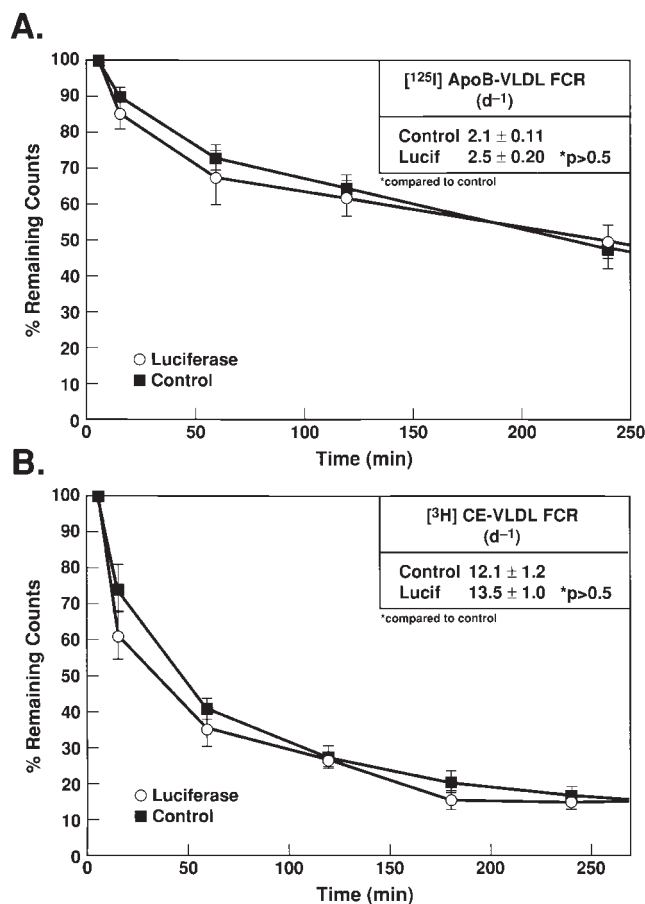 A.
100
90
80
70
60
50
40
30
20
10
0
% Remaining Counts
[¹²⁵I] ApoB-VLDL FCR
(d⁻¹)
Control 2.1 ± 0.11
Lucif 2.5 ± 0.20 *p>0.5
*compared to control
Luciferase
Control
0 50 100 150 200 250
Time (min)
B.
100
90
80
70
60
50
40
30
20
10
0
% Remaining Counts
[³H] CE-VLDL FCR
(d⁻¹)
Control 12.1 ± 1.2
Lucif 13.5 ± 1.0 *p>0.5
*compared to control
Luciferase
Control
0 50 100 150 200 250
Time (min)